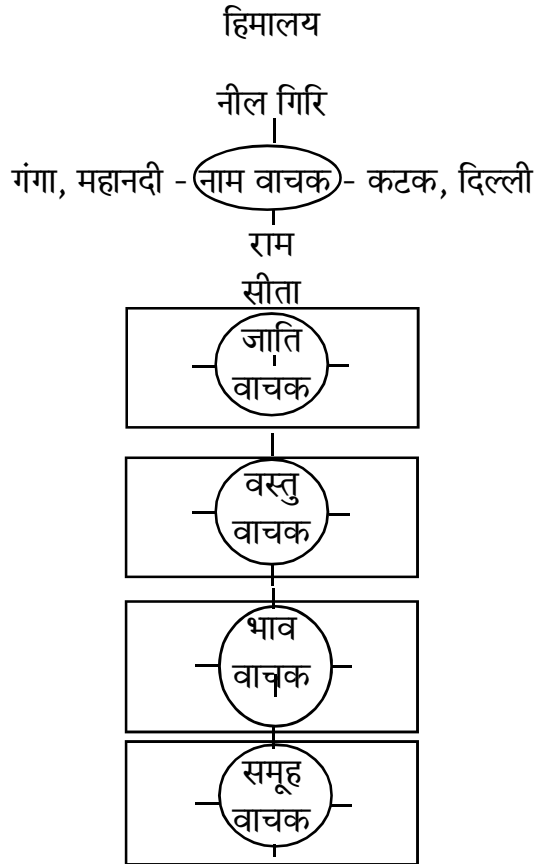 हिमालय
नील गिरि
गंगा, महानदी - नाम वाचक - कटक, दिल्ली
राम
सीता
जाति
वाचक
वस्तु
वाचक
भाव
वाचक
समूह
वाचक